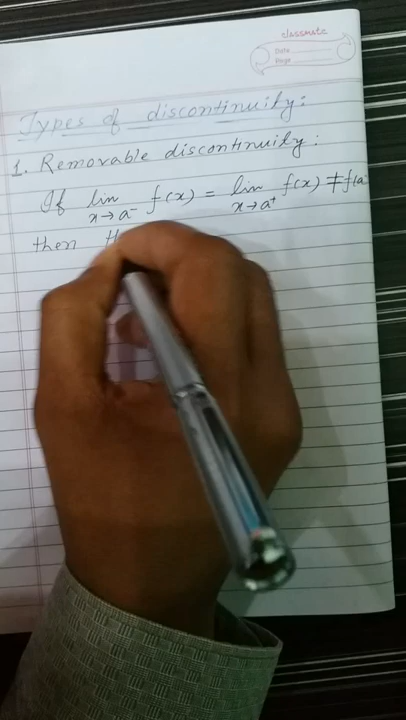 classmate
Date
Page
Types of discontinuity:
1. Removable discontinuity:
If lim x→a⁻ f(x) = lim x→a⁺ f(x) ≠ f(a
then